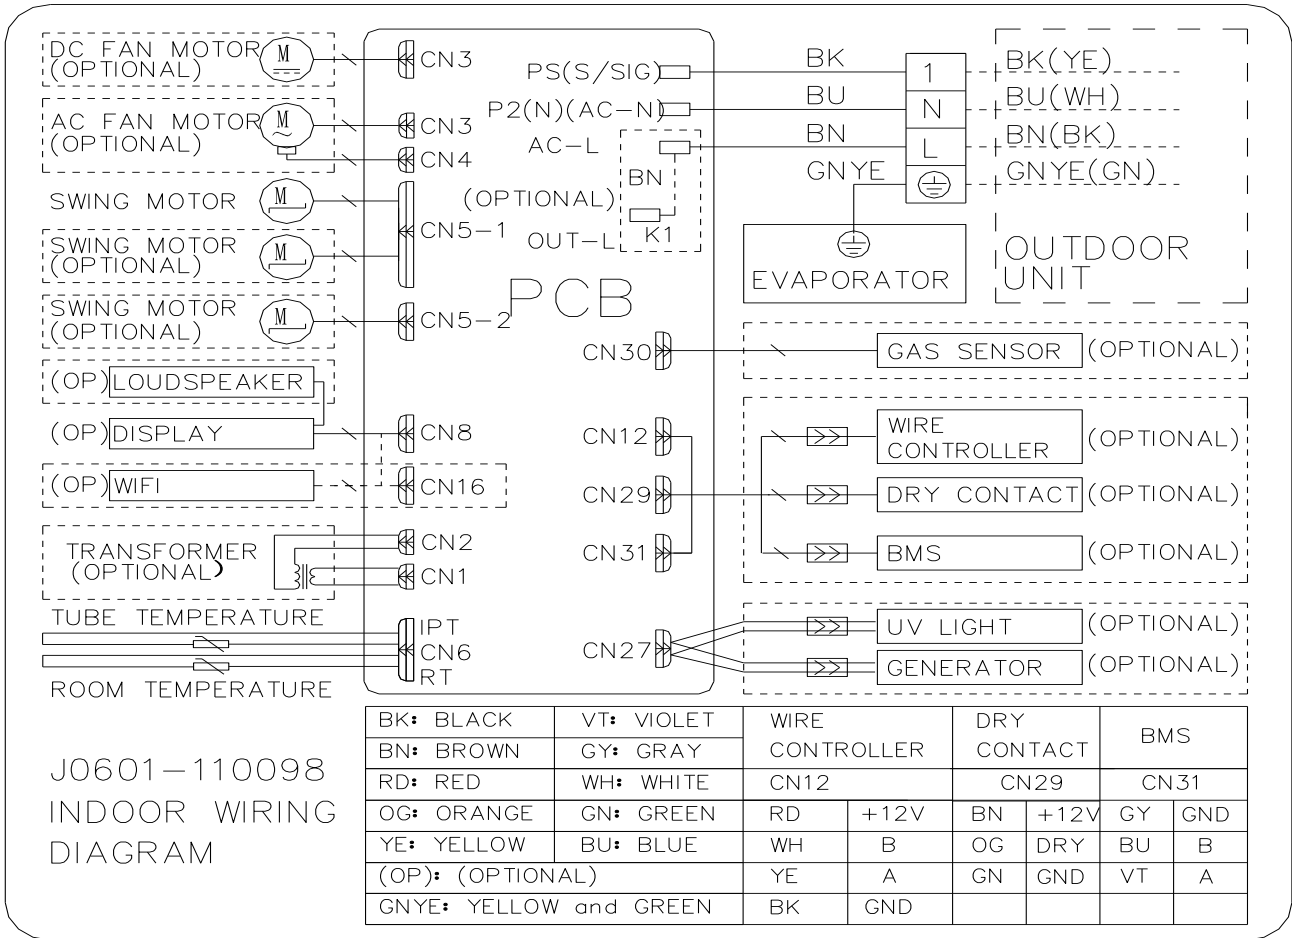 DC FAN MOTOR
(OPTIONAL)
M
CN3
AC FAN MOTOR
(OPTIONAL)
M
CN3
CN4
SWING MOTOR
M
SWING MOTOR
(OPTIONAL)
M
CN5-1
SWING MOTOR
(OPTIONAL)
M
CN5-2
(OP) LOUDSPEAKER
(OP) DISPLAY
CN8
(OP) WIFI
CN16
TRANSFORMER
(OPTIONAL)
CN2
CN1
TUBE TEMPERATURE
IPT
CN6
RT
ROOM TEMPERATURE
PS(S/SIG)
P2(N)(AC-N)
AC-L
BN
(OPTIONAL)
OUT-L
K1
PCB
BK
BU
BN
GNYE
1
N
L
BK(YE)
BU(WH)
BN(BK)
GNYE(GN)
OUTDOOR
UNIT
EVAPORATOR
CN30
GAS SENSOR (OPTIONAL)
CN12
WIRE
CONTROLLER
(OPTIONAL)
CN29
DRY CONTACT (OPTIONAL)
CN31
BMS (OPTIONAL)
CN27
UV LIGHT (OPTIONAL)
GENERATOR (OPTIONAL)
J0601-110098
INDOOR WIRING
DIAGRAM
BK: BLACK VT: VIOLET
BN: BROWN GY: GRAY
RD: RED WH: WHITE
OG: ORANGE GN: GREEN
YE: YELLOW BU: BLUE
(OP): (OPTIONAL)
GNYE: YELLOW and GREEN
WIRE
CONTROLLER
DRY
CONTACT
BMS
CN12 CN29 CN31
RD +12V BN +12V GY GND
WH B OG DRY BU B
YE A GN GND VT A
BK GND